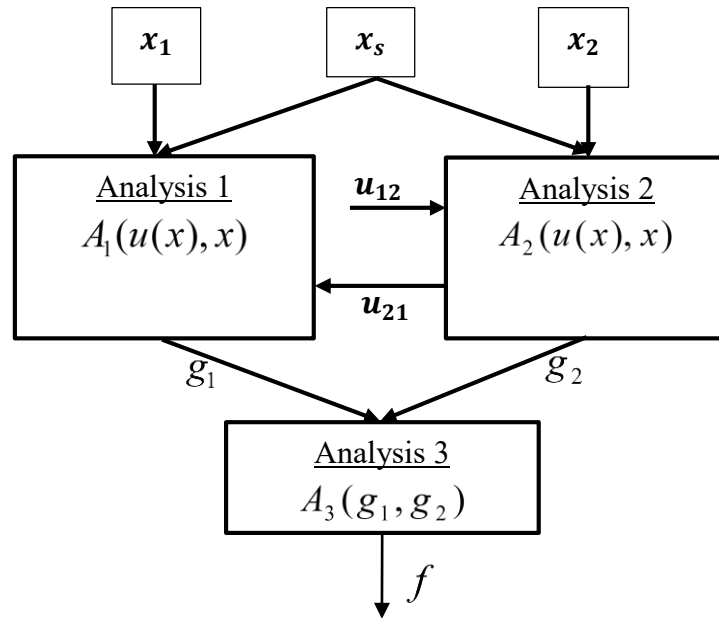 x₁
xₛ
x₂
Analysis 1
A₁(u(x), x)
u₁₂
u₂₁
Analysis 2
A₂(u(x), x)
g₁
g₂
Analysis 3
A₃(g₁, g₂)
f